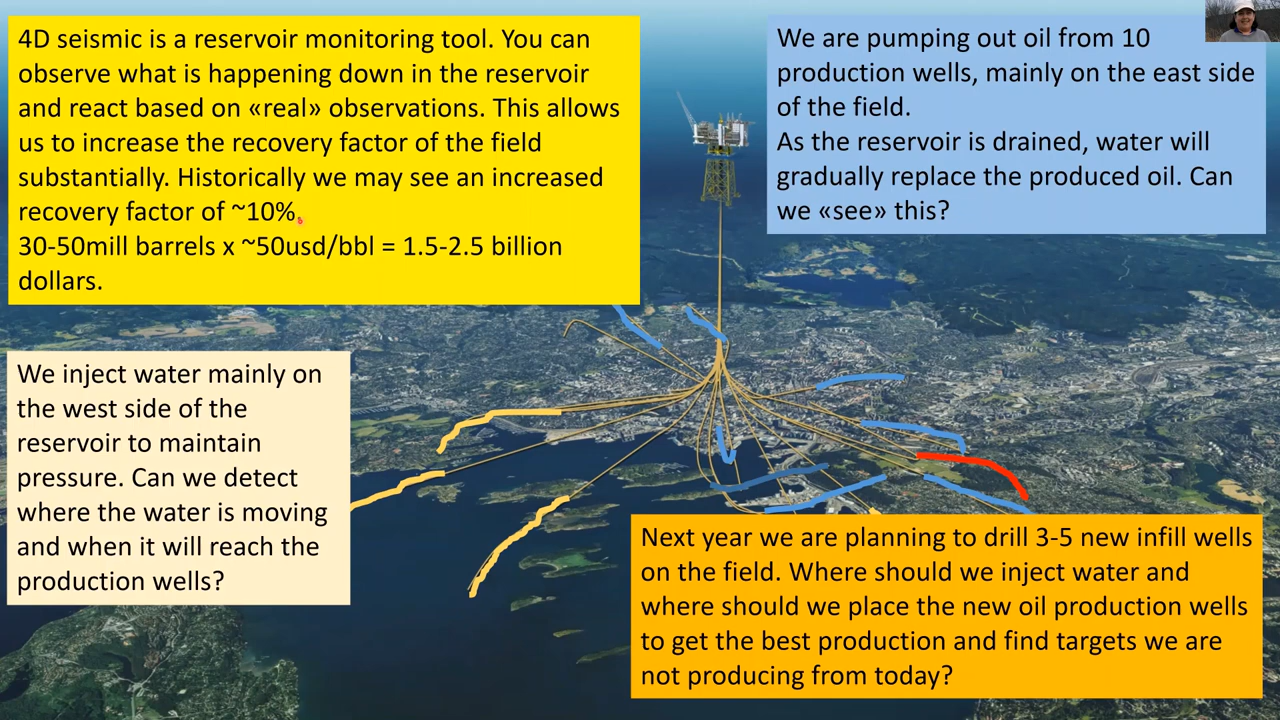 4D seismic is a reservoir monitoring tool. You can
observe what is happening down in the reservoir
and react based on «real» observations. This allows
us to increase the recovery factor of the field
substantially. Historically we may see an increased
recovery factor of ~10%.
30-50mill barrels x ~50usd/bbl = 1.5-2.5 billion
dollars.
We are pumping out oil from 10
production wells, mainly on the east side
of the field.
As the reservoir is drained, water will
gradually replace the produced oil. Can
we «see» this?
We inject water mainly on
the west side of the
reservoir to maintain
pressure. Can we detect
where the water is moving
and when it will reach the
production wells?
Next year we are planning to drill 3-5 new infill wells
on the field. Where should we inject water and
where should we place the new oil production wells
to get the best production and find targets we are
not producing from today?